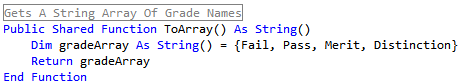 Gets A String Array Of Grade Names
Public Shared Function ToArray() As String()
Dim gradeArray As String() = {Fail, Pass, Merit, Distinction}
Return gradeArray
End Function